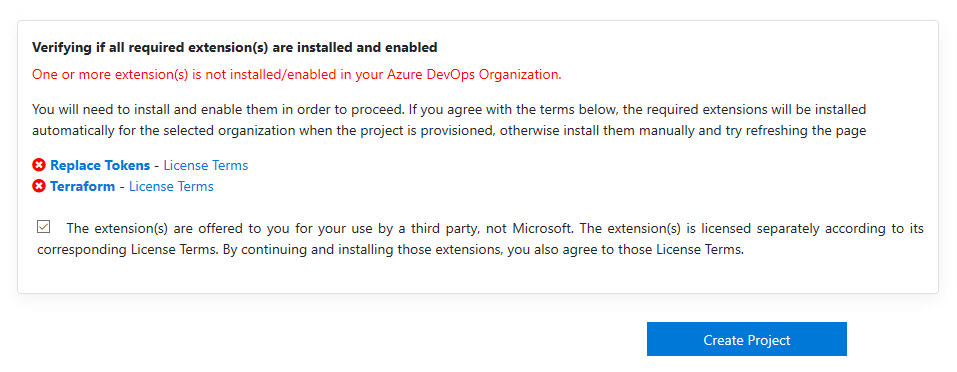 Verifying if all required extension(s) are installed and enabled
One or more extension(s) is not installed/enabled in your Azure DevOps Organization.
You will need to install and enable them in order to proceed. If you agree with the terms below, the required extensions will be installed
automatically for the selected organization when the project is provisioned, otherwise install them manually and try refreshing the page
Replace Tokens - License Terms
Terraform - License Terms
The extension(s) are offered to you for your use by a third party, not Microsoft. The extension(s) is licensed separately according to its
corresponding License Terms. By continuing and installing those extensions, you also agree to those License Terms.
Create Project